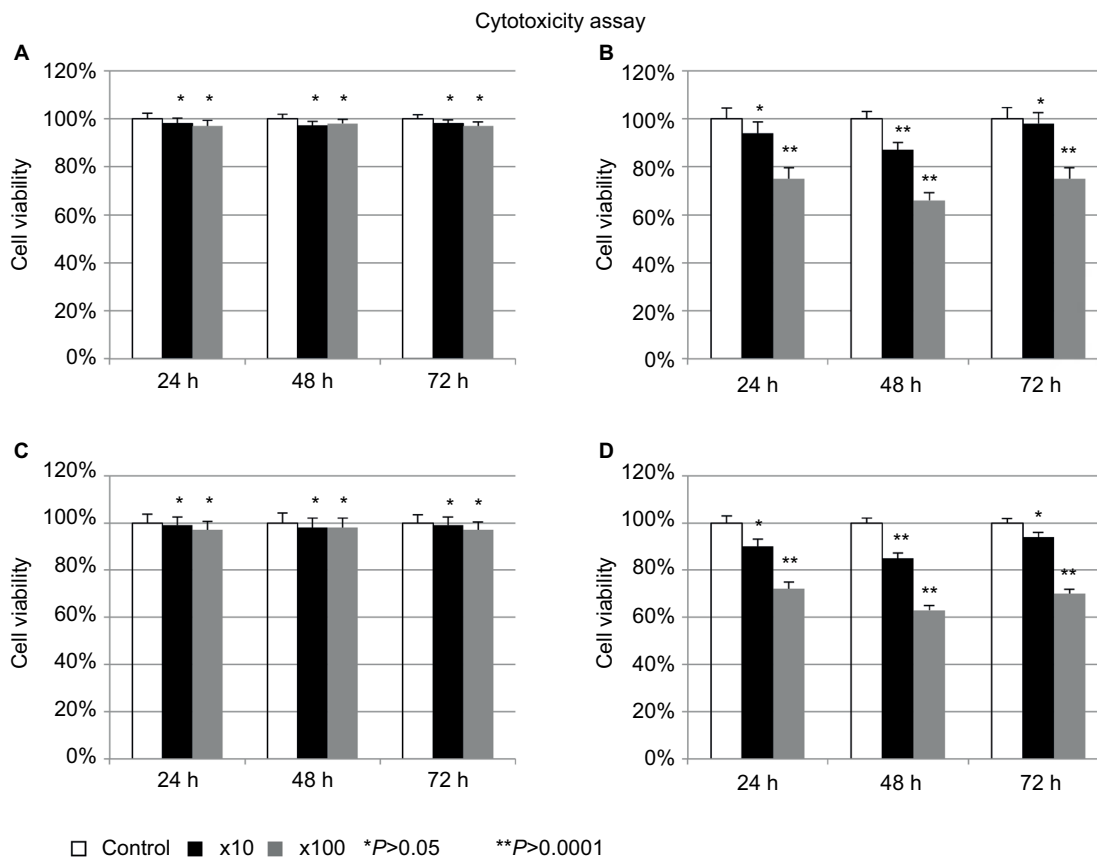 Cytotoxicity assay
A
120%
100%
80%
60%
40%
20%
0%
Cell viability
* * * * * *
24 h 48 h 72 h
B
120%
100%
80%
60%
40%
20%
0%
Cell viability
* ** ** ** * **
24 h 48 h 72 h
C
120%
100%
80%
60%
40%
20%
0%
Cell viability
* * * * * *
24 h 48 h 72 h
D
120%
100%
80%
60%
40%
20%
0%
Cell viability
* ** ** ** * **
24 h 48 h 72 h
Control x10 x100 *P>0.05 **P>0.0001